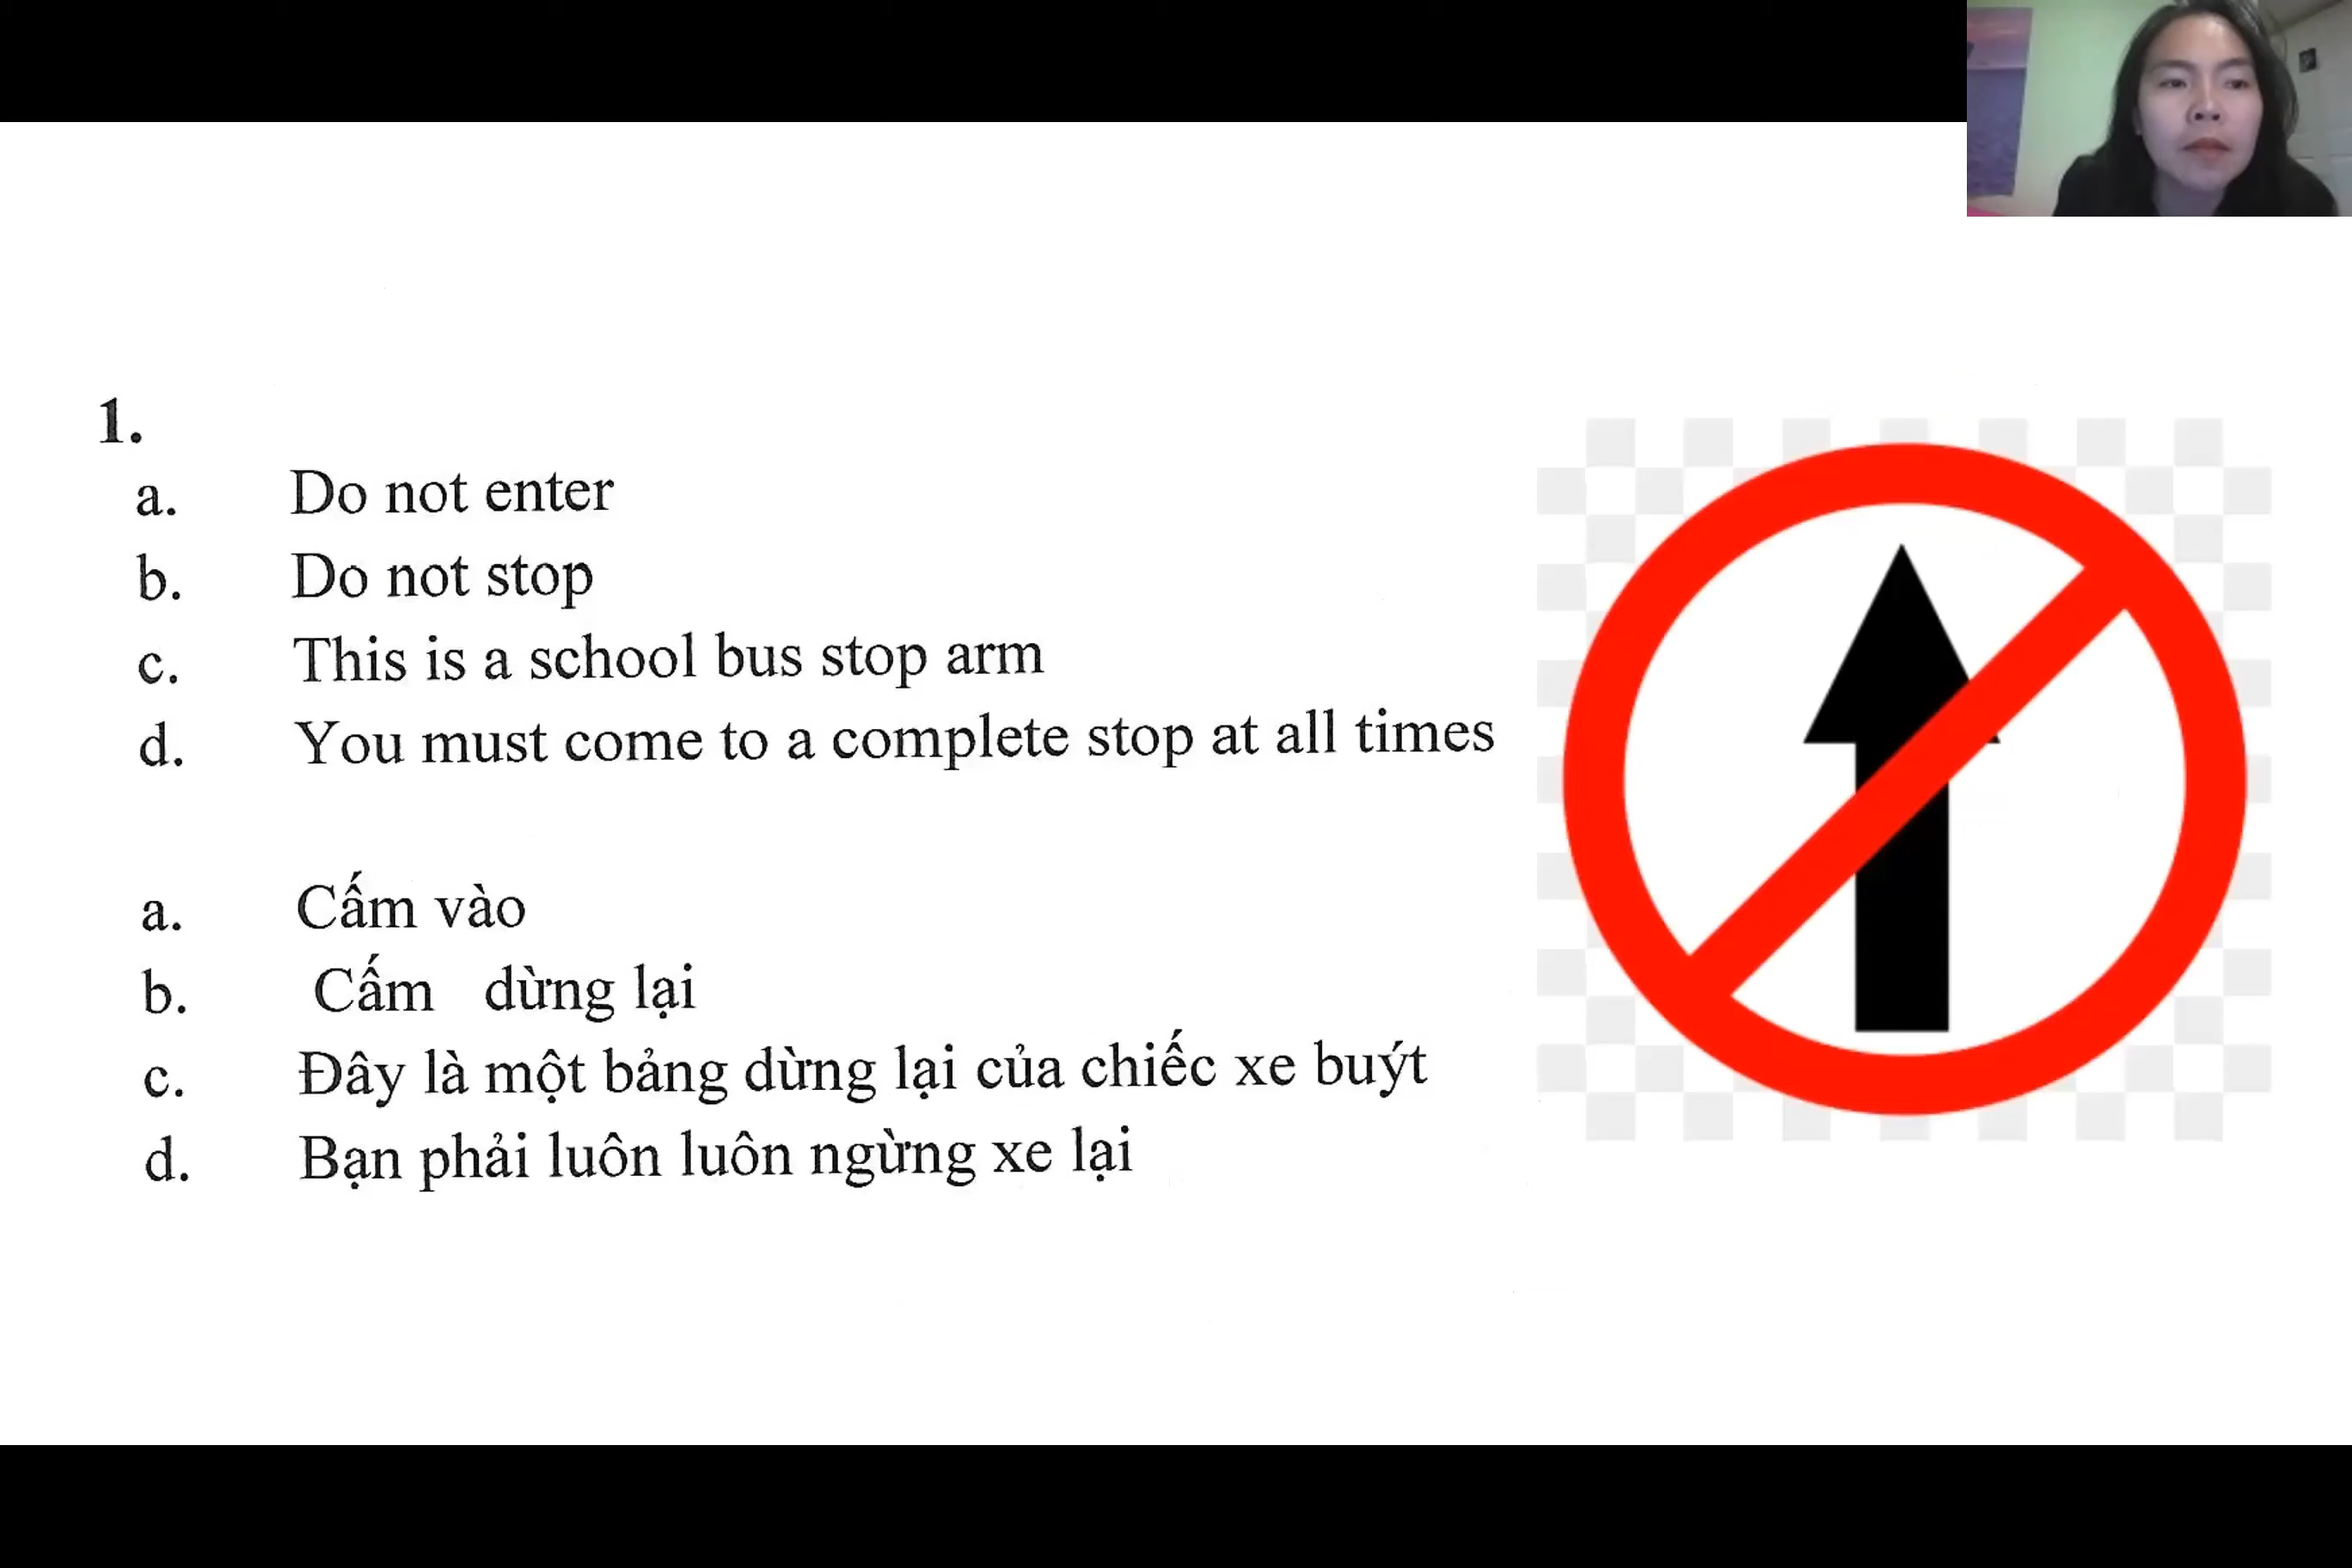 1.
a. Do not enter
b. Do not stop
c. This is a school bus stop arm
d. You must come to a complete stop at all times
a. Cấm vào
b. Cấm dừng lại
c. Đây là một bảng dừng lại của chiếc xe buýt
d. Bạn phải luôn luôn ngừng xe lại